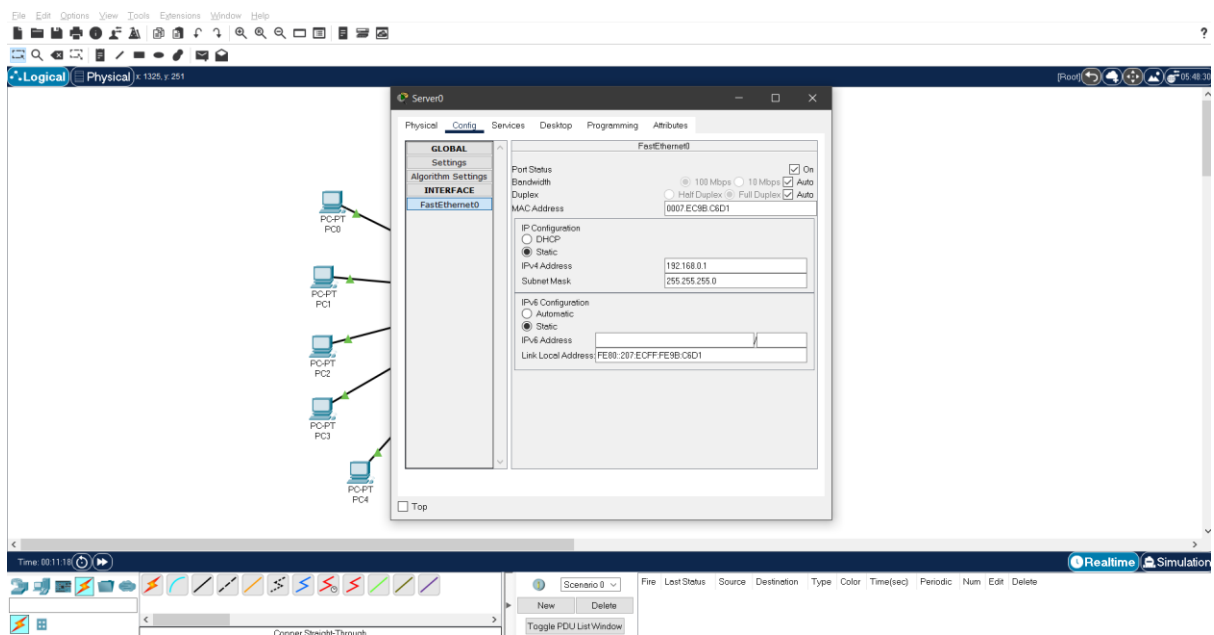 File Edit Options View Tools Extensions Window Help
?
Logical Physical x: 1325, y: 251 [Root] 05:48:30
Server0
Physical Config Services Desktop Programming Attributes
GLOBAL
Settings
Algorithm Settings
INTERFACE
FastEthernet0
FastEthernet0
Port Status On
Bandwidth 100 Mbps 10 Mbps Auto
Duplex Half Duplex Full Duplex Auto
MAC Address 0007.EC9B.C6D1
IP Configuration
DHCP
Static
IPv4 Address 192.168.0.1
Subnet Mask 255.255.255.0
IPv6 Configuration
Automatic
Static
IPv6 Address /
Link Local Address: FE80::207:ECFF:FE9B:C6D1
Top
PC-PT
PC0
PC-PT
PC1
PC-PT
PC2
PC-PT
PC3
PC-PT
PC4
Time: 00:11:18 Realtime Simulation
Scenario 0
New Delete
Toggle PDU List Window
Fire Last Status Source Destination Type Color Time(sec) Periodic Num Edit Delete
Copper Straight-Through